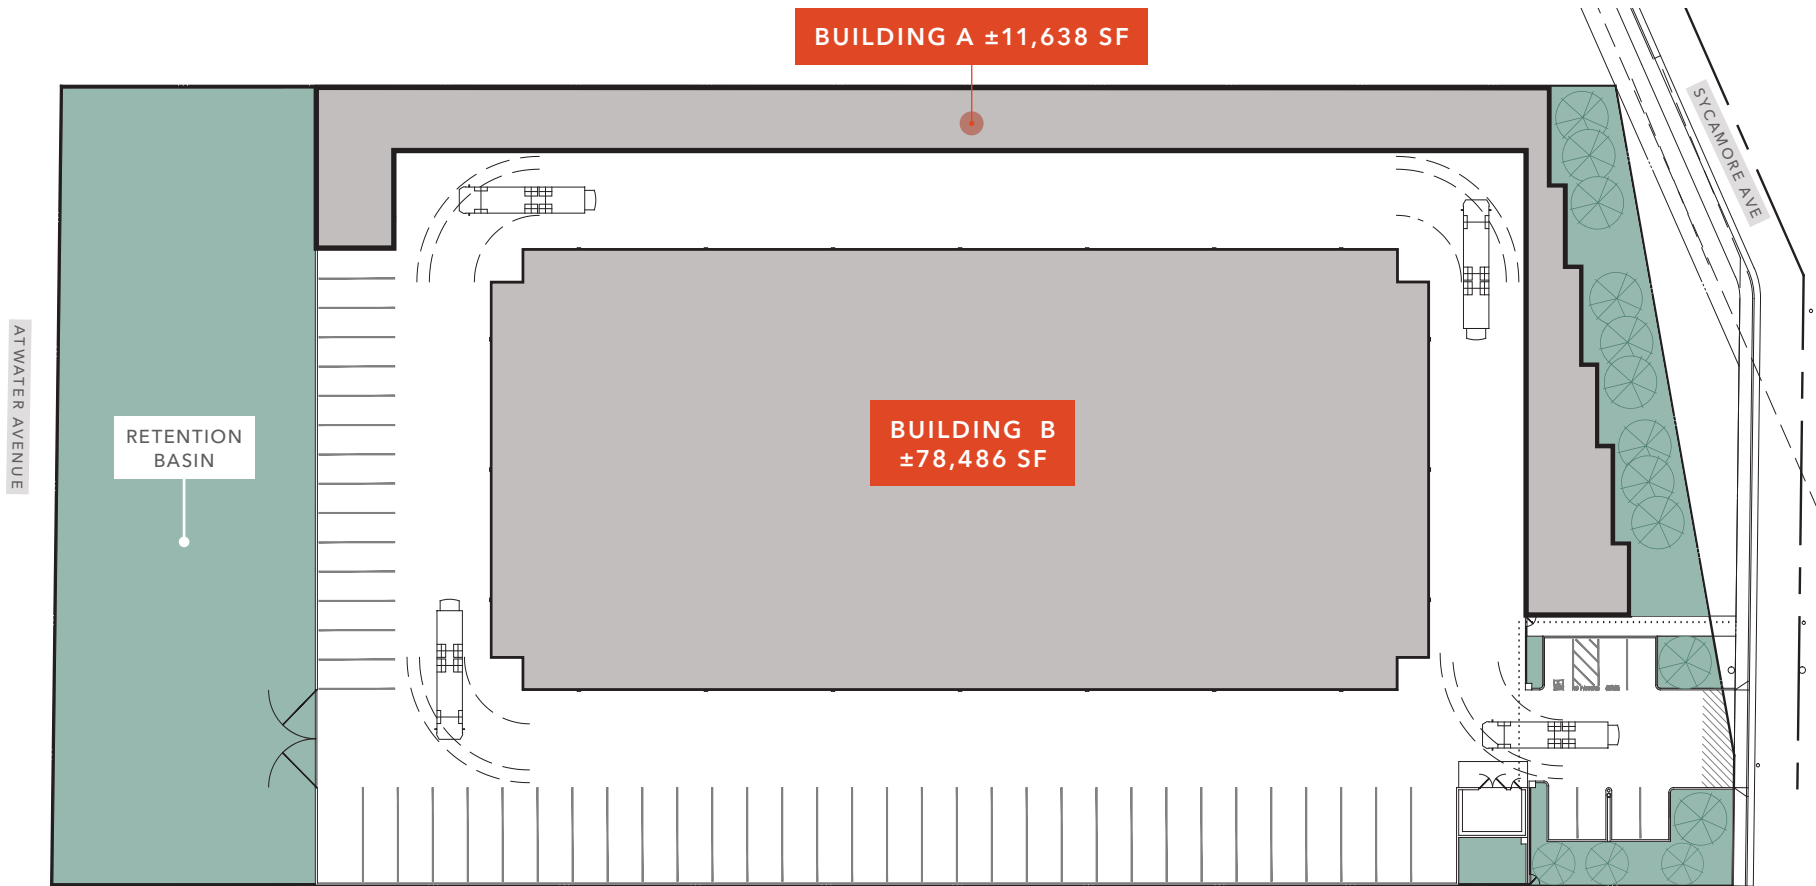 BUILDING A ±11,638 SF
SYCAMORE AVE
ATWATER AVENUE
RETENTION
BASIN
BUILDING B
±78,486 SF